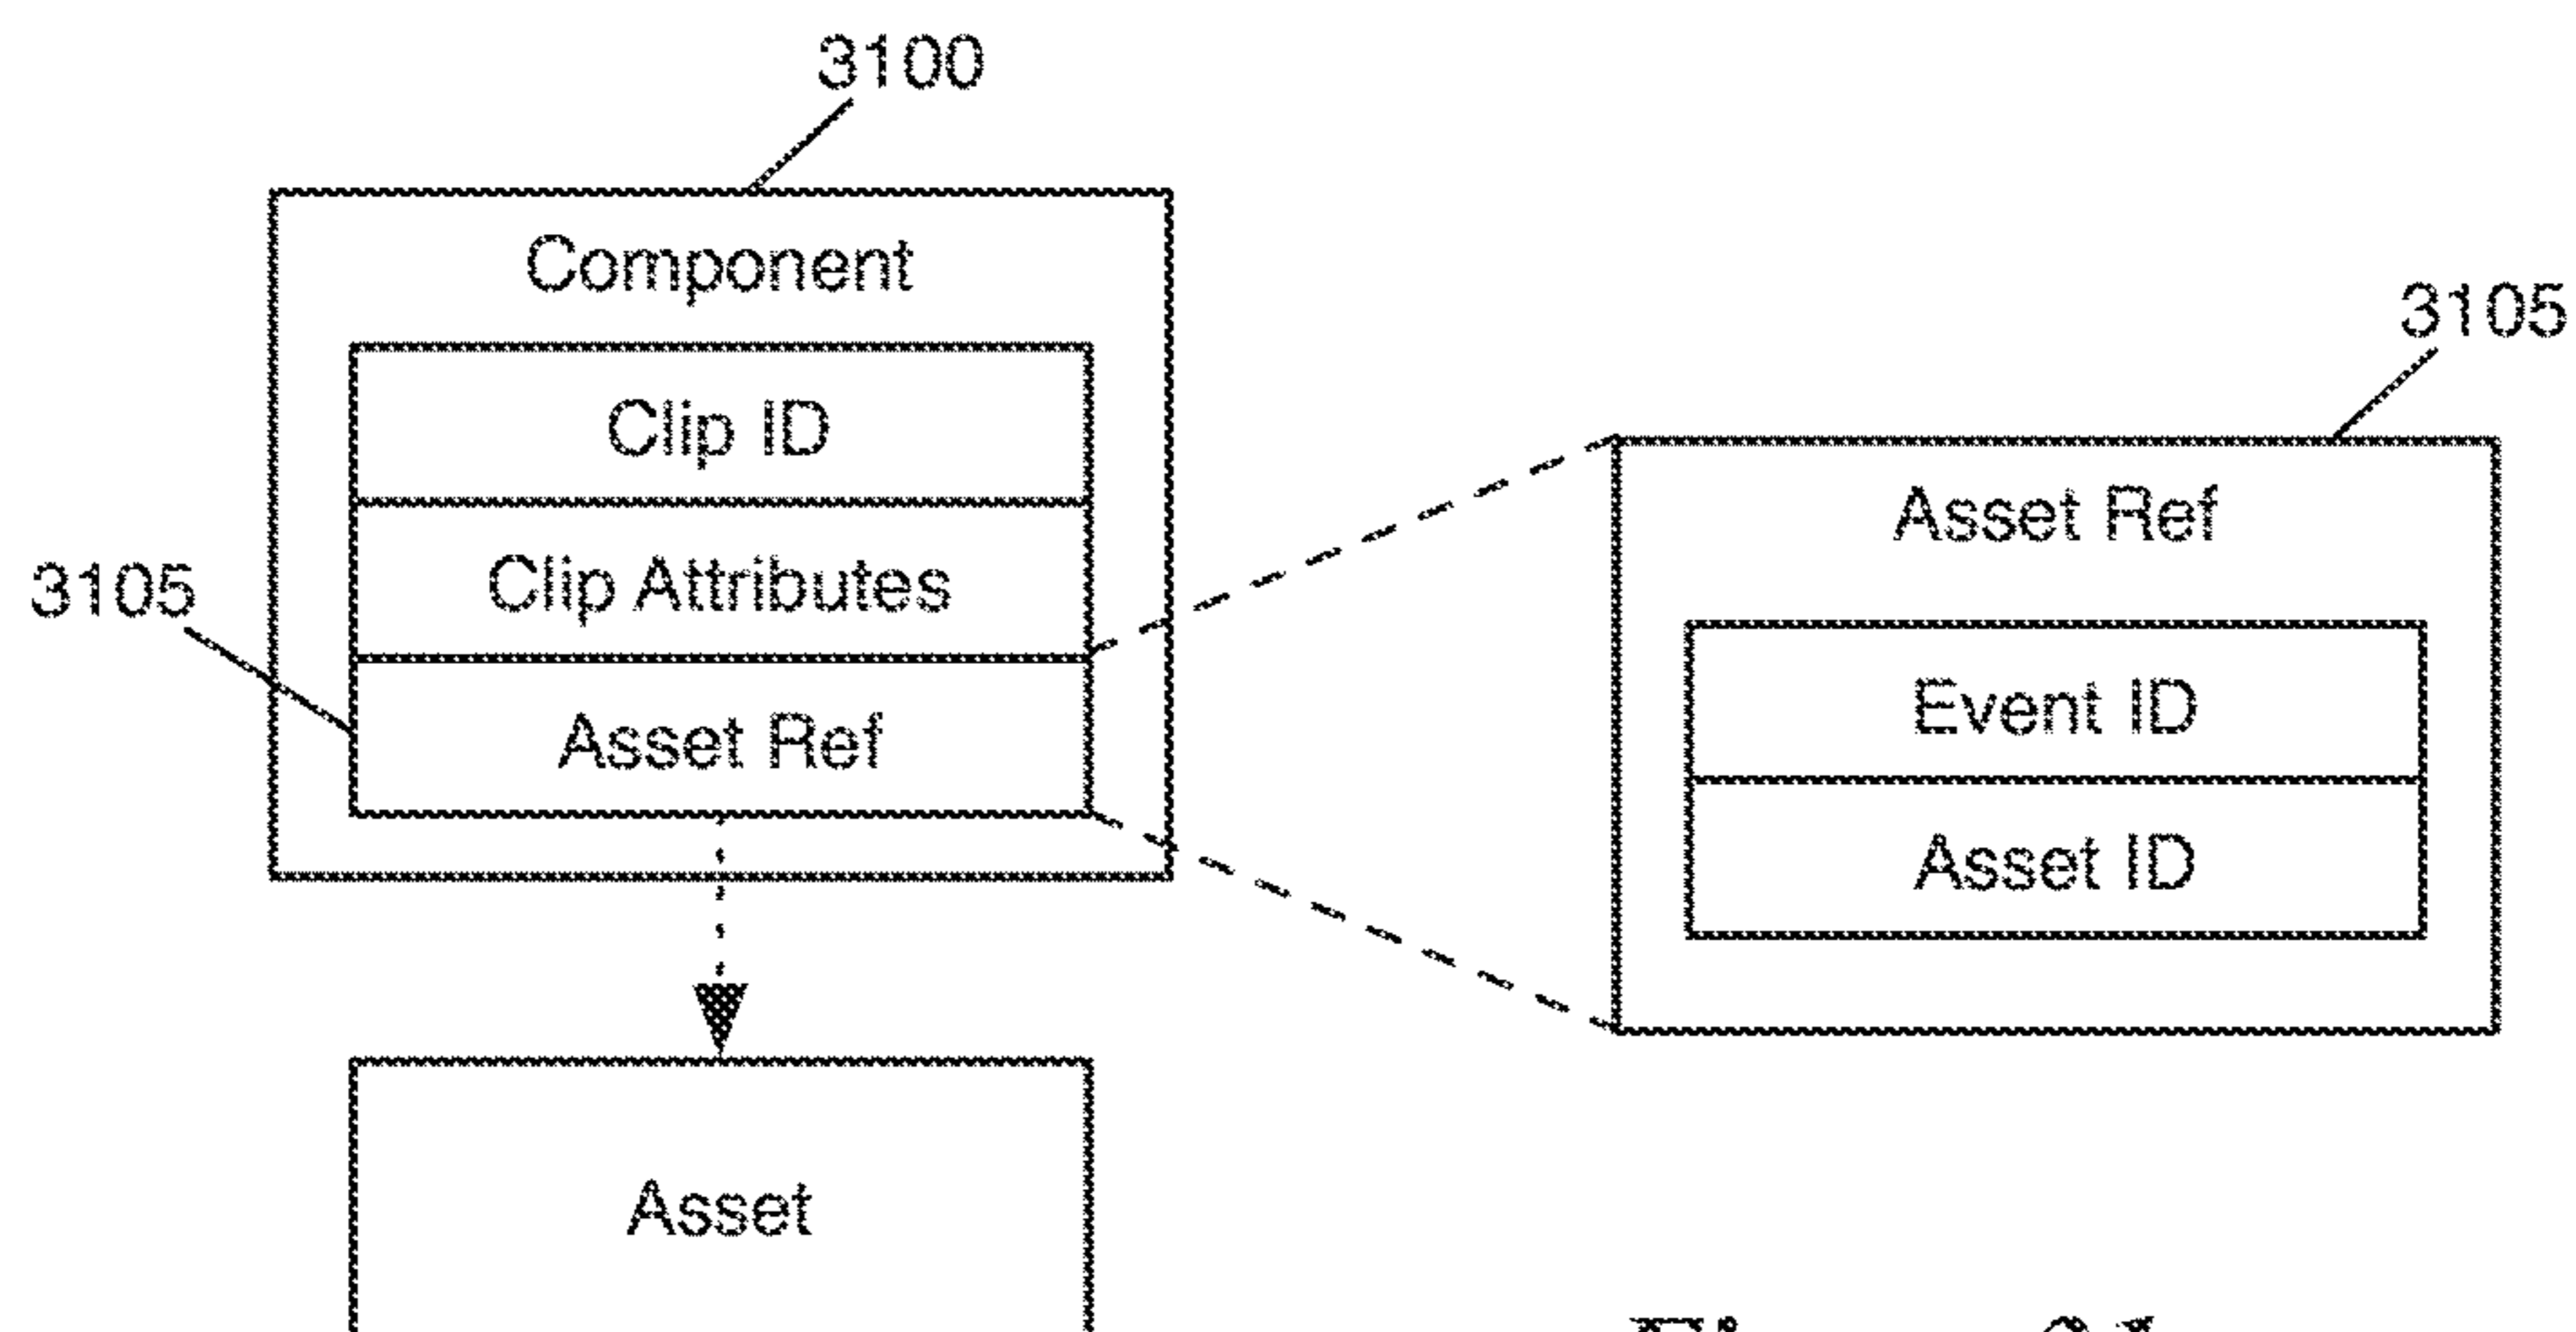 3100
Component
Clip ID
Clip Attributes
Asset Ref
3105
3105
Asset Ref
Event ID
Asset ID
Asset